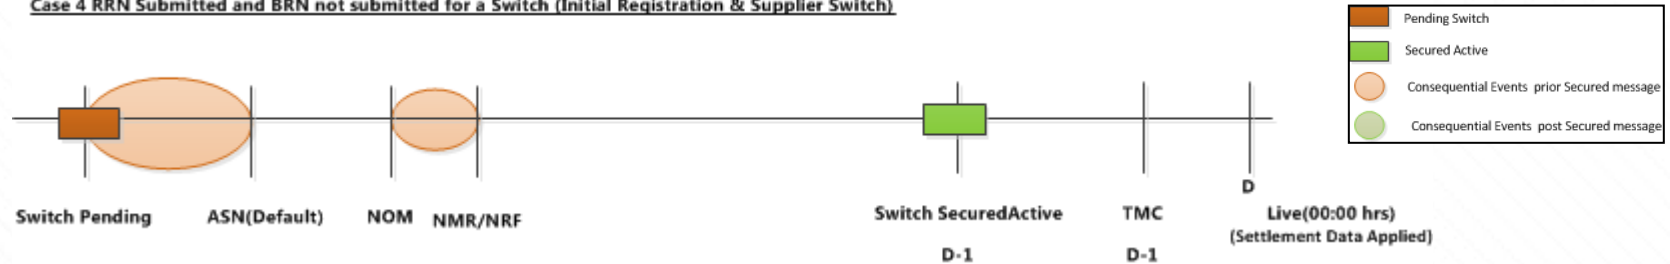 Case 4 RRN Submitted and BRN not submitted for a Switch (Initial Registration & Supplier Switch)
Pending Switch
Secured Active
Consequential Events prior Secured message
Consequential Events post Secured message
Switch Pending
ASN(Default)
NOM
NMR/NRF
Switch SecuredActive
D-1
TMC
D-1
D
Live(00:00 hrs)
(Settlement Data Applied)